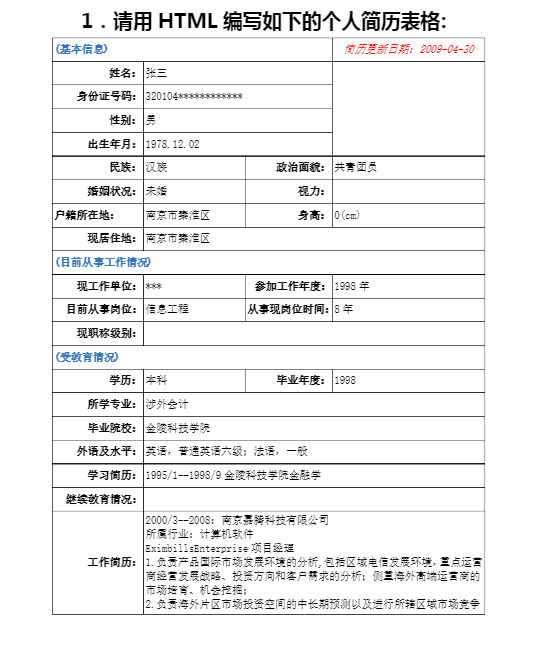 1．请用 HTML 编写如下的个人简历表格:
(基本信息) 简历更新日期：2009-04-30
姓名: 张三
身份证号码: 320104************
性别: 男
出生年月: 1978.12.02
民族: 汉族 政治面貌: 共青团员
婚姻状况: 未婚 视力:
户籍所在地: 南京市秦淮区 身高: 0(cm)
现居住地: 南京市秦淮区
(目前从事工作情况)
现工作单位: *** 参加工作年度: 1998 年
目前从事岗位: 信息工程 从事现岗位时间: 8 年
现职称级别:
(受教育情况)
学历: 本科 毕业年度: 1998
所学专业: 涉外会计
毕业院校: 金陵科技学院
外语及水平: 英语，普通英语六级；法语，一般
学习简历: 1995/1--1998/9 金陵科技学院金融学
继续教育情况:
工作简历: 2000/3--2008：南京嘉腾科技有限公司
所属行业：计算机软件
EximbillsEnterprise 项目经理
1.负责产品国际市场发展环境的分析,包括区域电信发展环境，重点运营
商经营发展战略、投资方向和客户需求的分析；侧重海外高端运营商的
市场培育、机会挖掘；
2.负责海外片区市场投资空间的中长期预测以及进行所辖区域市场竞争